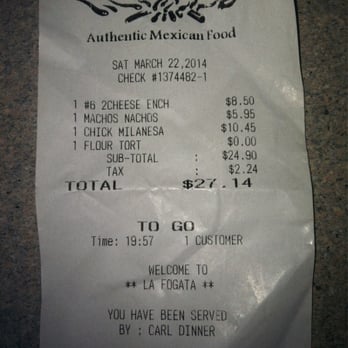 Authentic Mexican Food
SAT MARCH 22,2014
CHECK #1374482-1
1 #6 2CHEESE ENCH $8.50
1 MACHOS NACHOS $5.95
1 CHICK MILANESA $10.45
1 FLOUR TORT $0.00
SUB-TOTAL : $24.90
TAX : $2.24
TOTAL $27.14
TO GO
Time: 19:57 1 CUSTOMER
WELCOME TO
** LA FOGATA **
YOU HAVE BEEN SERVED
BY : CARL DINNER